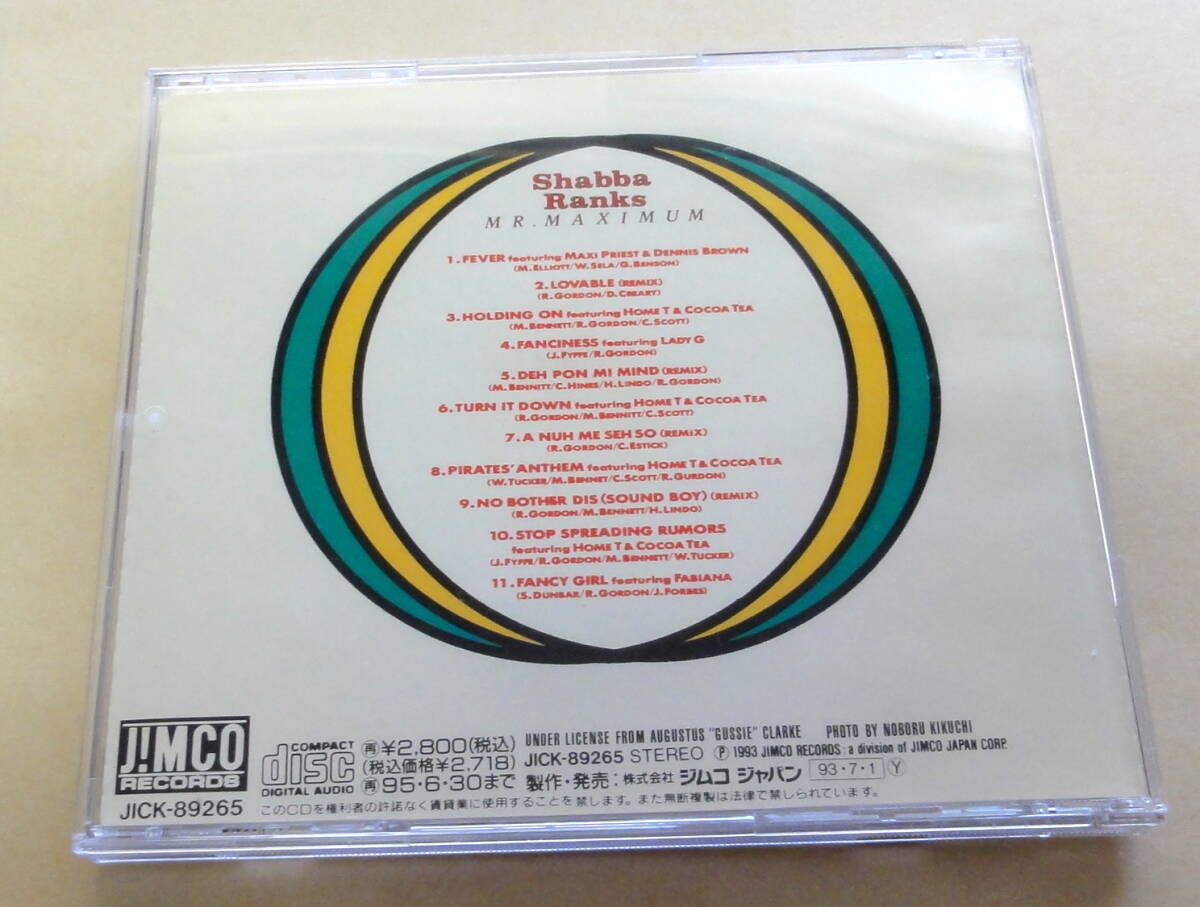 Shabba
Ranks
MR. MAXIMUM
1. FEVER featuring MAXI PRIEST & DENNIS BROWN
(M. ELLIOTT/W. SELA/G. BENSON)
2. LOVABLE (REMIX)
(R. GORDON/D. CREARY)
3. HOLDING ON featuring HOME T & COCOA TEA
(M. BENNETT/R. GORDON/C. SCOTT)
4. FANCINESS featuring LADY G
(J. FYFFE/R. GORDON)
5. DEH PON MI MIND (REMIX)
(M. BENNITT/C. HINES/H. LINDO/R. GORDON)
6. TURN IT DOWN featuring HOME T & COCOA TEA
(R. GORDON/M. BENNITT/C. SCOTT)
7. A NUH ME SEH SO (REMIX)
(R. GORDON/C. ESTICK)
8. PIRATES' ANTHEM featuring HOME T & COCOA TEA
(W. TUCKER/M. BENNET/C. SCOTT/R. GURDON)
9. NO BOTHER DIS (SOUND BOY) (REMIX)
(R. GORDON/M. BENNETT/H. LINDO)
10. STOP SPREADING RUMORS
featuring HOME T & COCOA TEA
(J. FYFFE/R. GORDON/M. BENNETT/W. TUCKER)
11. FANCY GIRL featuring FABIANA
(S. DUNBAR/R. GORDON/J. FORBES)
J!MCO
RECORDS
JICK-89265
COMPACT
disc
DIGITAL AUDIO
再¥2,800(税込)
(税込価格¥2,718)
再95・6・30まで
UNDER LICENSE FROM AUGUSTUS "GUSSIE" CLARKE PHOTO BY NOBORU KIKUCHI
JICK-89265 STEREO Ⓟ 1993 JIMCO RECORDS : a division of JIMCO JAPAN CORP.
製作・発売：株式会社 ジムコ ジャパン 93・7・1 Ⓨ
このCDを権利者の許諾なく賃貸業に使用することを禁じます。また無断複製は法律で禁じられています。